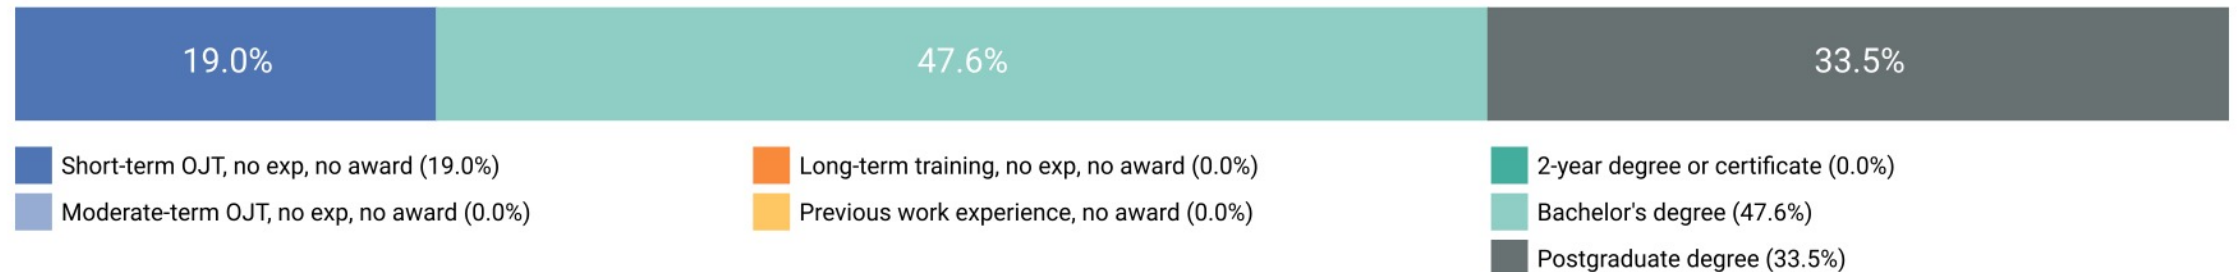 19.0%
47.6%
33.5%
Short-term OJT, no exp, no award (19.0%)
Moderate-term OJT, no exp, no award (0.0%)
Long-term training, no exp, no award (0.0%)
Previous work experience, no award (0.0%)
2-year degree or certificate (0.0%)
Bachelor's degree (47.6%)
Postgraduate degree (33.5%)